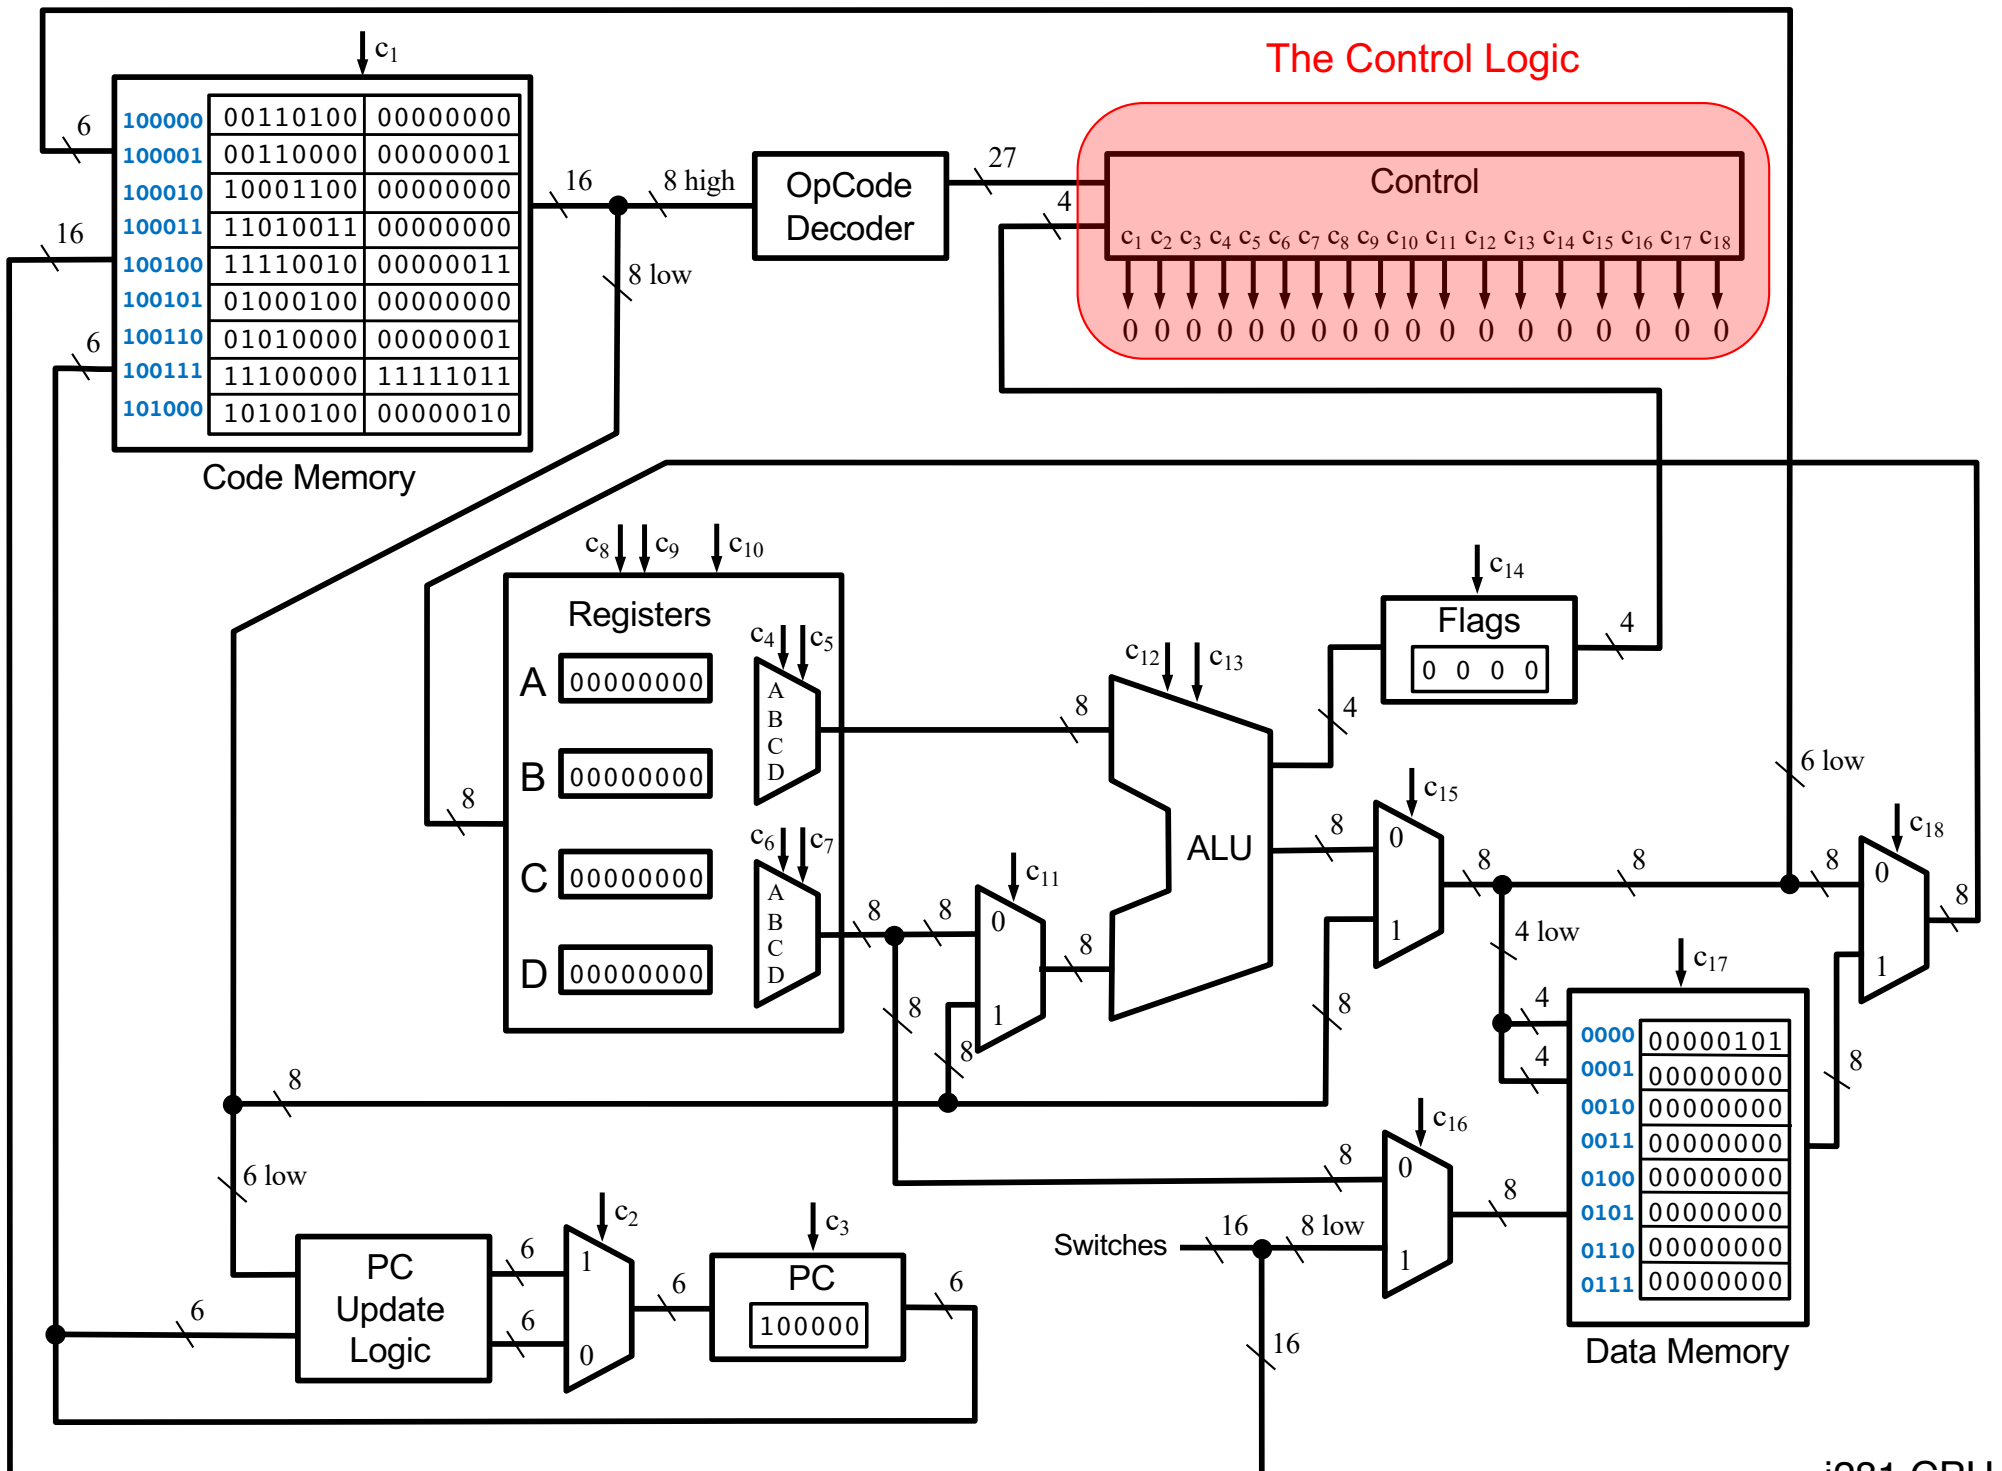 c1
The Control Logic
100000 00110100 00000000
100001 00110000 00000001
100010 10001100 00000000
100011 11010011 00000000
100100 11110010 00000011
100101 01000100 00000000
100110 01010000 00000001
100111 11100000 11111011
101000 10100100 00000010
Code Memory
6
16
6
16
8 high
8 low
OpCode
Decoder
27
4
Control
c1 c2 c3 c4 c5 c6 c7 c8 c9 c10 c11 c12 c13 c14 c15 c16 c17 c18
0 0 0 0 0 0 0 0 0 0 0 0 0 0 0 0 0 0
c8 c9 c10
Registers
A 00000000
B 00000000
C 00000000
D 00000000
c4 c5
A
B
C
D
c6 c7
A
B
C
D
8
8
8
8
8
8
c11
0
1
8
8
c12 c13
ALU
c14
Flags
0 0 0 0
4
4
8
c15
0
1
8
8
8
6 low
8
c18
0
1
8
4 low
4
4
c17
0000 00000101
0001 00000000
0010 00000000
0011 00000000
0100 00000000
0101 00000000
0110 00000000
0111 00000000
Data Memory
8
c16
0
1
8
8
Switches
16
8 low
16
6 low
6
PC
Update
Logic
6
6
c2
1
0
6
c3
PC
100000
6